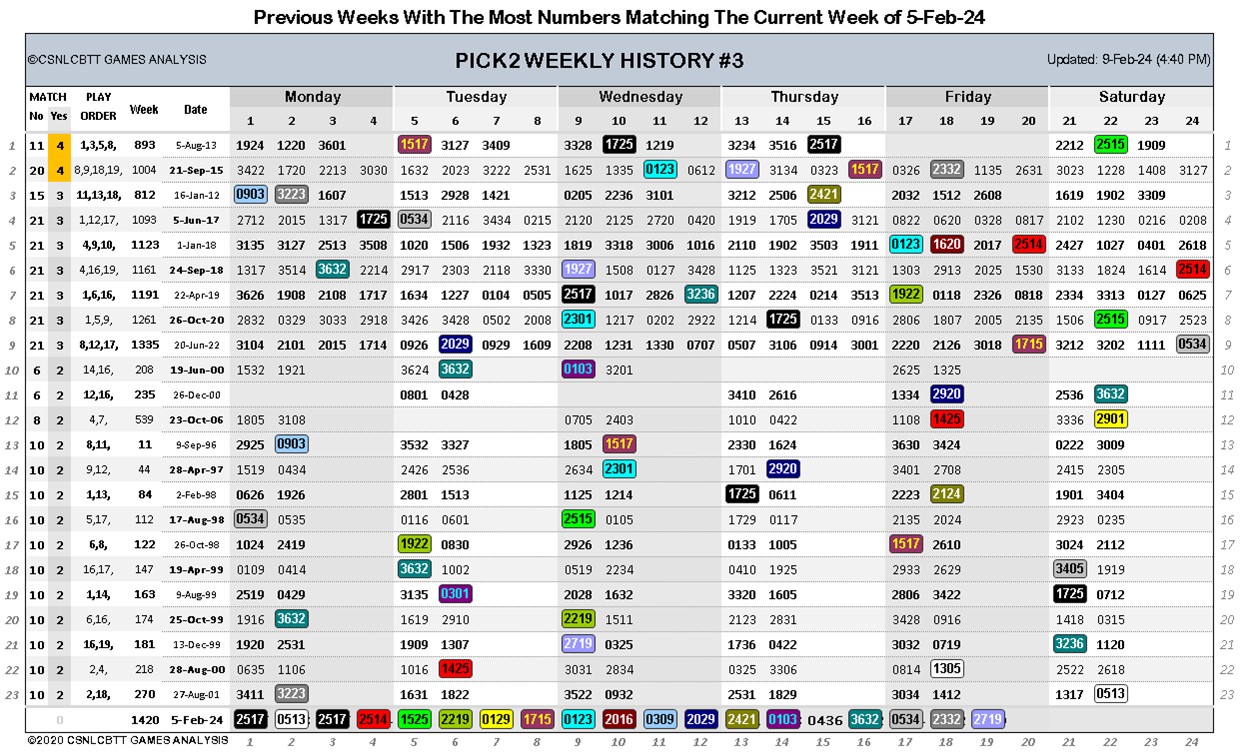 Previous Weeks With The Most Numbers Matching The Current Week of 5-Feb-24
©CSNLCBTT GAMES ANALYSIS PICK2 WEEKLY HISTORY #3 Updated: 9-Feb-24 (4:40 PM)
MATCH PLAY Week Date Monday Tuesday Wednesday Thursday Friday Saturday
No Yes ORDER 1 2 3 4 5 6 7 8 9 10 11 12 13 14 15 16 17 18 19 20 21 22 23 24
1 11 4 1,3,5,8, 893 5-Aug-13 1924 1220 3601 1517 3127 3409 3328 1725 1219 3234 3516 2517 2212 2515 1909 1
2 20 4 8,9,18,19, 1004 21-Sep-15 3422 1720 2213 3030 1632 2023 3222 2531 1625 1335 0123 0612 1927 3134 0323 1517 0326 2332 1135 2631 3023 1228 1408 3127 2
3 15 3 11,13,18, 812 16-Jan-12 0903 3223 1607 1513 2928 1421 0205 2236 3101 3212 2506 2421 2032 1512 2608 1619 1902 3309 3
4 21 3 1,12,17, 1093 5-Jun-17 2712 2015 1317 1725 0534 2116 3434 0215 2120 2125 2720 0420 1919 1705 2029 3121 0822 0620 0328 0817 2102 1230 0216 0208 4
5 21 3 4,9,10, 1123 1-Jan-18 3135 3127 2513 3508 1020 1506 1932 1323 1819 3318 3006 1016 2110 1902 3503 1911 0123 1620 2017 2514 2427 1027 0401 2618 5
6 21 3 4,16,19, 1161 24-Sep-18 1317 3514 3632 2214 2917 2303 2118 3330 1927 1508 0127 3428 1125 1323 3521 3121 1303 2913 2025 1530 3133 1824 1614 2514 6
7 21 3 1,6,16, 1191 22-Apr-19 3626 1908 2108 1717 1634 1227 0104 0505 2517 1017 2826 3236 1207 2224 0214 3513 1922 0118 2326 0818 2334 3313 0127 0625 7
8 21 3 1,5,9, 1261 26-Oct-20 2832 0329 3033 2918 3426 3428 0502 2008 2301 1217 0202 2922 1214 1725 0133 0916 2806 1807 2005 2135 1506 2515 0917 2523 8
9 21 3 8,12,17, 1335 20-Jun-22 3104 2101 2015 1714 0926 2029 0929 1609 2208 1231 1330 0707 0507 3106 0914 3001 2220 2126 3018 1715 3212 3202 1111 0534 9
10 6 2 14,16, 208 19-Jun-00 1532 1921 3624 3632 0103 3201 2625 1325 10
11 6 2 12,16, 235 26-Dec-00 0801 0428 3410 2616 1334 2920 2536 3632 11
12 8 2 4,7, 539 23-Oct-06 1805 3108 0705 2403 1010 0422 1108 1425 3336 2901 12
13 10 2 8,11, 11 9-Sep-96 2925 0903 3532 3327 1805 1517 2330 1624 3630 3424 0222 3009 13
14 10 2 9,12, 44 28-Apr-97 1519 0434 2426 2536 2634 2301 1701 2920 3401 2708 2415 2305 14
15 10 2 1,13, 84 2-Feb-98 0626 1926 2801 1513 1125 1214 1725 0611 2223 2124 1901 3404 15
16 10 2 5,17, 112 17-Aug-98 0534 0535 0116 0601 2515 0105 1729 0117 2135 2026 2923 0235 16
17 10 2 6,8, 122 26-Oct-98 1024 2419 1922 0830 2926 1236 0133 1005 1517 2610 3024 2112 17
18 10 2 16,17, 147 19-Apr-99 0109 0414 3632 1002 0519 2234 0410 1925 2933 2629 3405 1919 18
19 10 2 1,14, 163 9-Aug-99 2519 0429 3135 0301 2028 1632 3320 1605 2806 3422 1725 0712 19
20 10 2 6,16, 174 25-Oct-99 1916 3632 1619 2910 2219 1511 2123 2831 3428 0916 1418 0315 20
21 10 2 16,19, 181 13-Dec-99 1920 2531 1909 1307 2719 0325 1736 0422 3032 0719 3236 1120 21
22 10 2 2,4, 218 28-Aug-00 0635 1106 1016 1425 3031 2834 0325 3306 0814 1305 2522 2618 22
23 10 2 2,18, 270 27-Aug-01 3411 3223 1631 1822 3522 0932 2531 1829 3034 1412 1317 0513 23
0 1420 5-Feb-24 2517 0513 2517 2514 1525 2219 0129 1715 0123 2016 0309 2029 2421 0103 0436 3632 0534 2332 2719
©2020 CSNLCBTT GAMES ANALYSIS 1 2 3 4 5 6 7 8 9 10 11 12 13 14 15 16 17 18 19 20 21 22 23 24